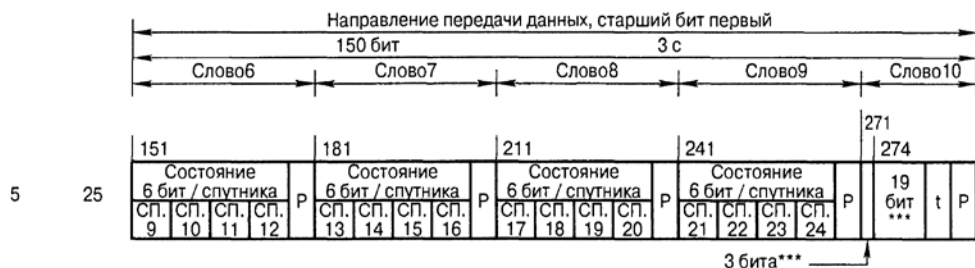 Направление передачи данных, старший бит первый
150 бит 3 с
Слово6 Слово7 Слово8 Слово9 Слово10
271
151 181 211 241 274
Состояние Состояние Состояние Состояние 19
6 бит / спутника 6 бит / спутника 6 бит / спутника 6 бит / спутника бит
5 25 P P P P *** t P
СП. СП. СП. СП. СП. СП. СП. СП. СП. СП. СП. СП. СП. СП. СП. СП.
9 10 11 12 13 14 15 16 17 18 19 20 21 22 23 24
3 бита***